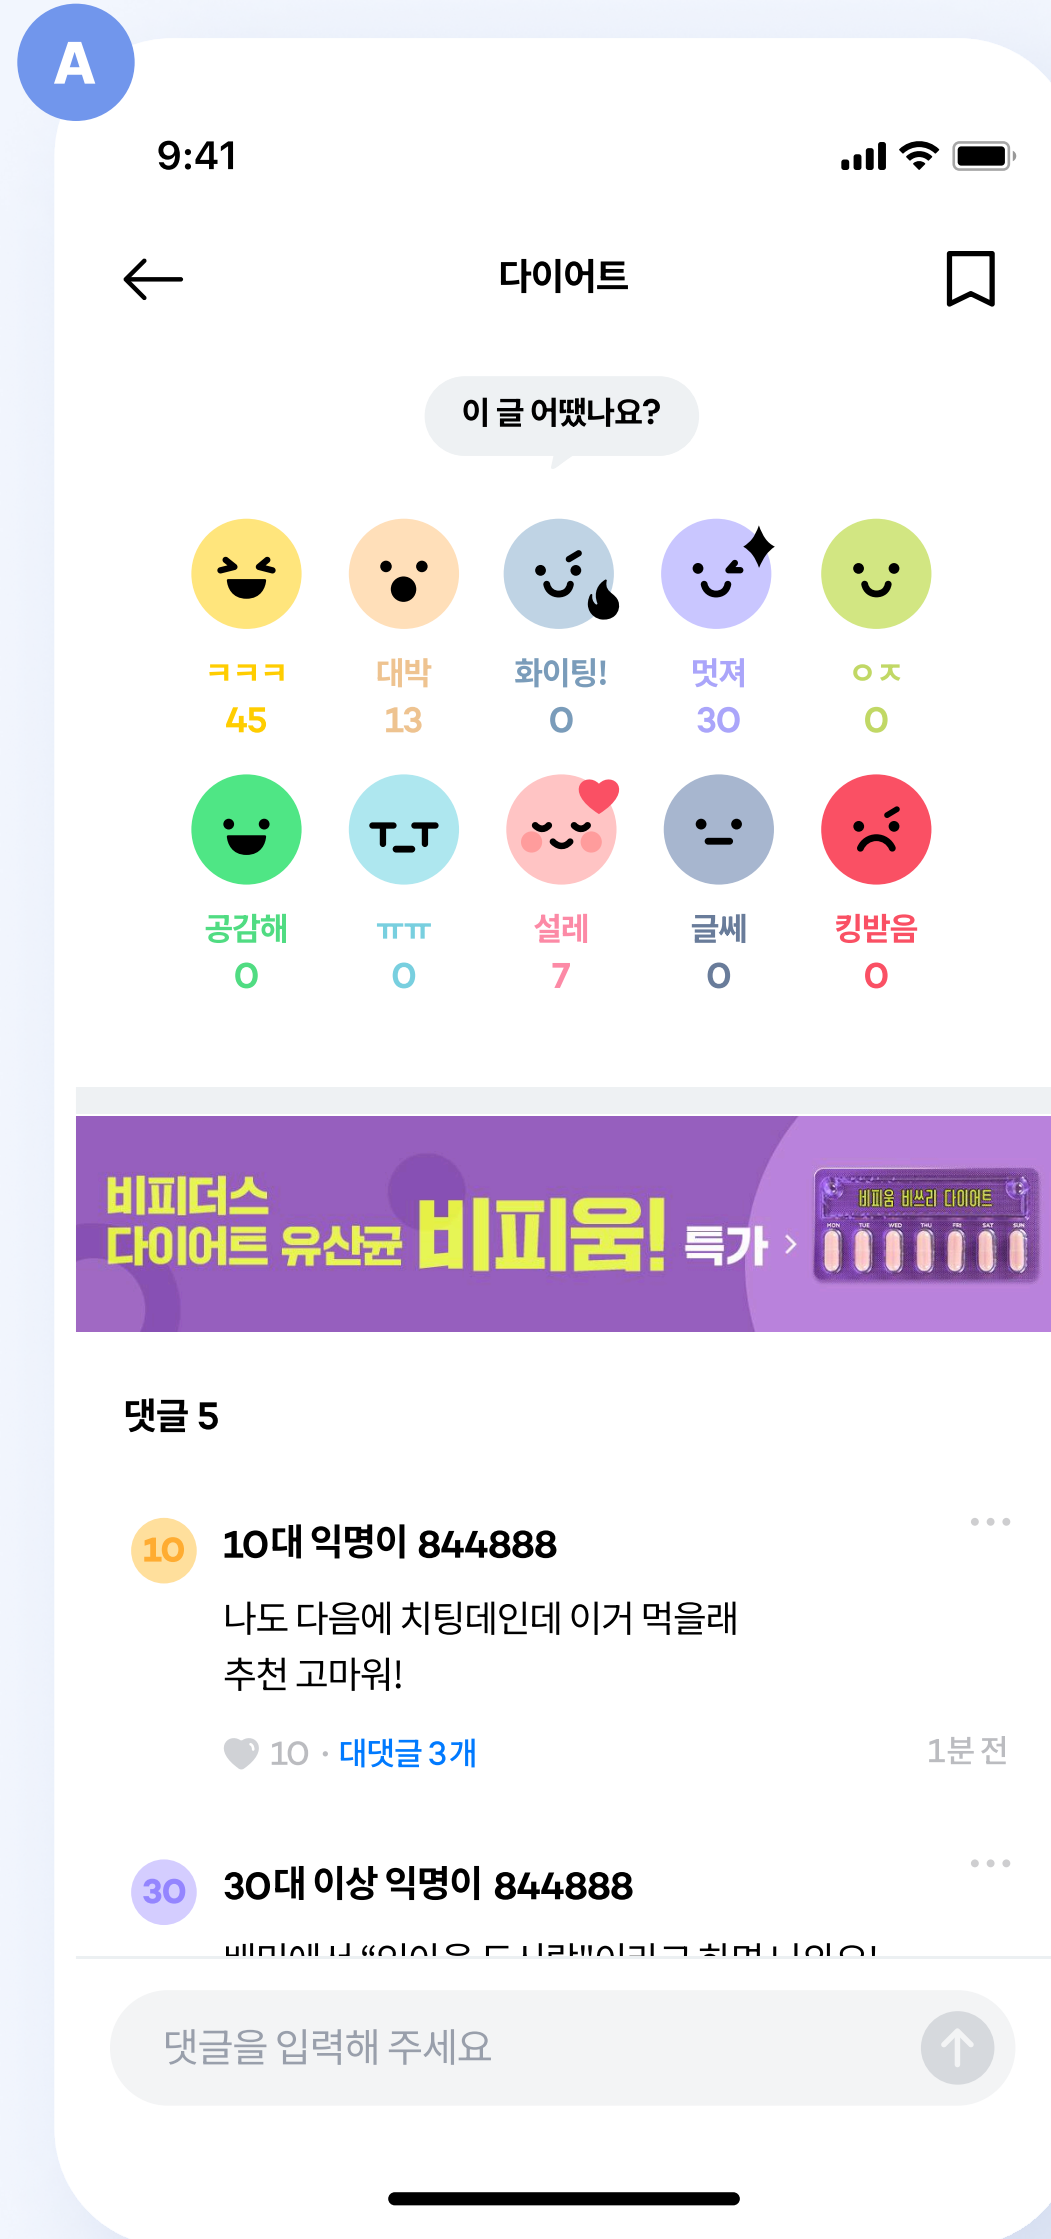 A
9:41
다이어트
이 글 어땠나요?
ㅋㅋㅋ 대박 화이팅! 멋져 ㅇㅈ
45 13 0 30 0
공감해 ㅠㅠ 설레 글쎄 킹받음
0 0 7 0 0
비피더스
다이어트 유산균 비피움! 특가
비피움 비쓰리 다이어트
MON TUE WED THU FRI SAT SUN
댓글 5
10 10대 익명이 844888
나도 다음에 치팅데인데 이거 먹을래
추천 고마워!
10 · 대댓글 3개 1분 전
30 30대 이상 익명이 844888
댓글을 입력해 주세요